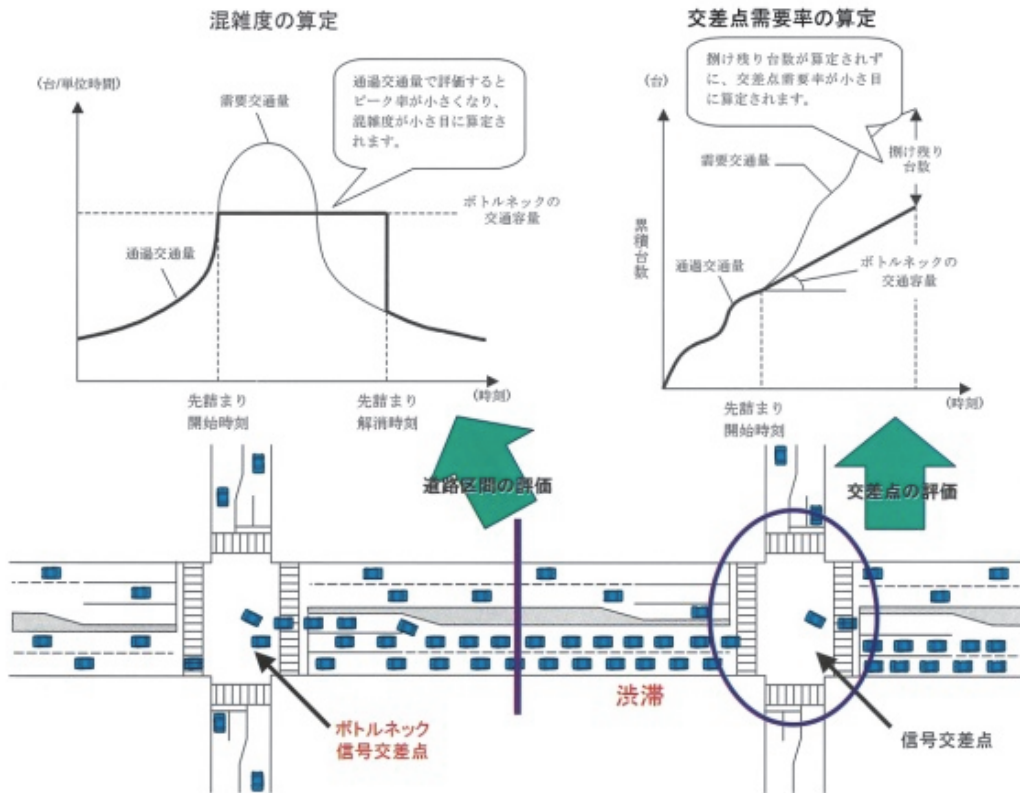 混雑度の算定
(台/単位時間)
需要交通量
通過交通量で評価すると
ピーク率が小さくなり、
混雑度が小さ目に算定さ
れます。
ボトルネックの
交通容量
通過交通量
先詰まり
開始時刻
先詰まり
解消時刻
(時刻)
交差点需要率の算定
(台)
捌け残り台数が算定されず
に、交差点需要率が小さ目
に算定されます。
需要交通量
捌け残り
台数
累積台数
通過交通量
ボトルネックの
交通容量
先詰まり
開始時刻
(時刻)
道路区間の評価
交差点の評価
渋滞
ボトルネック
信号交差点
信号交差点